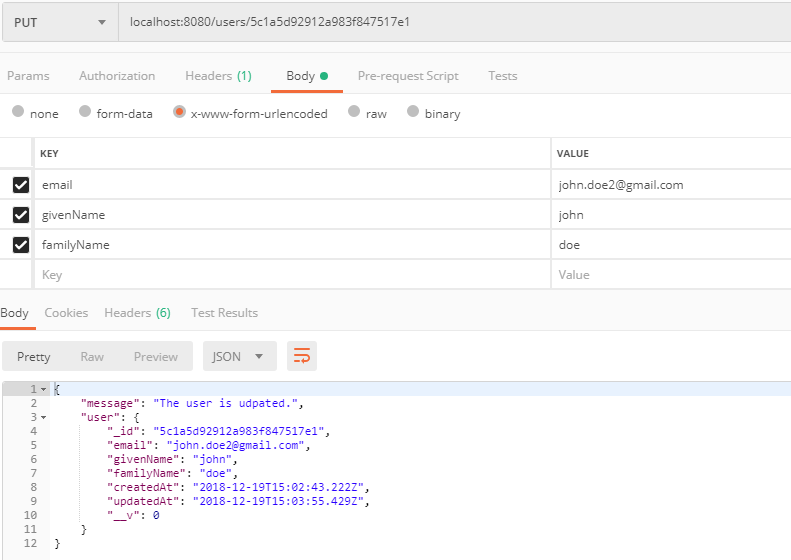 PUT localhost:8080/users/5c1a5d92912a983f847517e1
Params Authorization Headers (1) Body Pre-request Script Tests
none form-data x-www-form-urlencoded raw binary
KEY VALUE
email john.doe2@gmail.com
givenName john
familyName doe
Key Value
Body Cookies Headers (6) Test Results
Pretty Raw Preview JSON
1 {
2 "message": "The user is udpated.",
3 "user": {
4 "_id": "5c1a5d92912a983f847517e1",
5 "email": "john.doe2@gmail.com",
6 "givenName": "john",
7 "familyName": "doe",
8 "createdAt": "2018-12-19T15:02:43.222Z",
9 "updatedAt": "2018-12-19T15:03:55.429Z",
10 "__v": 0
11 }
12 }